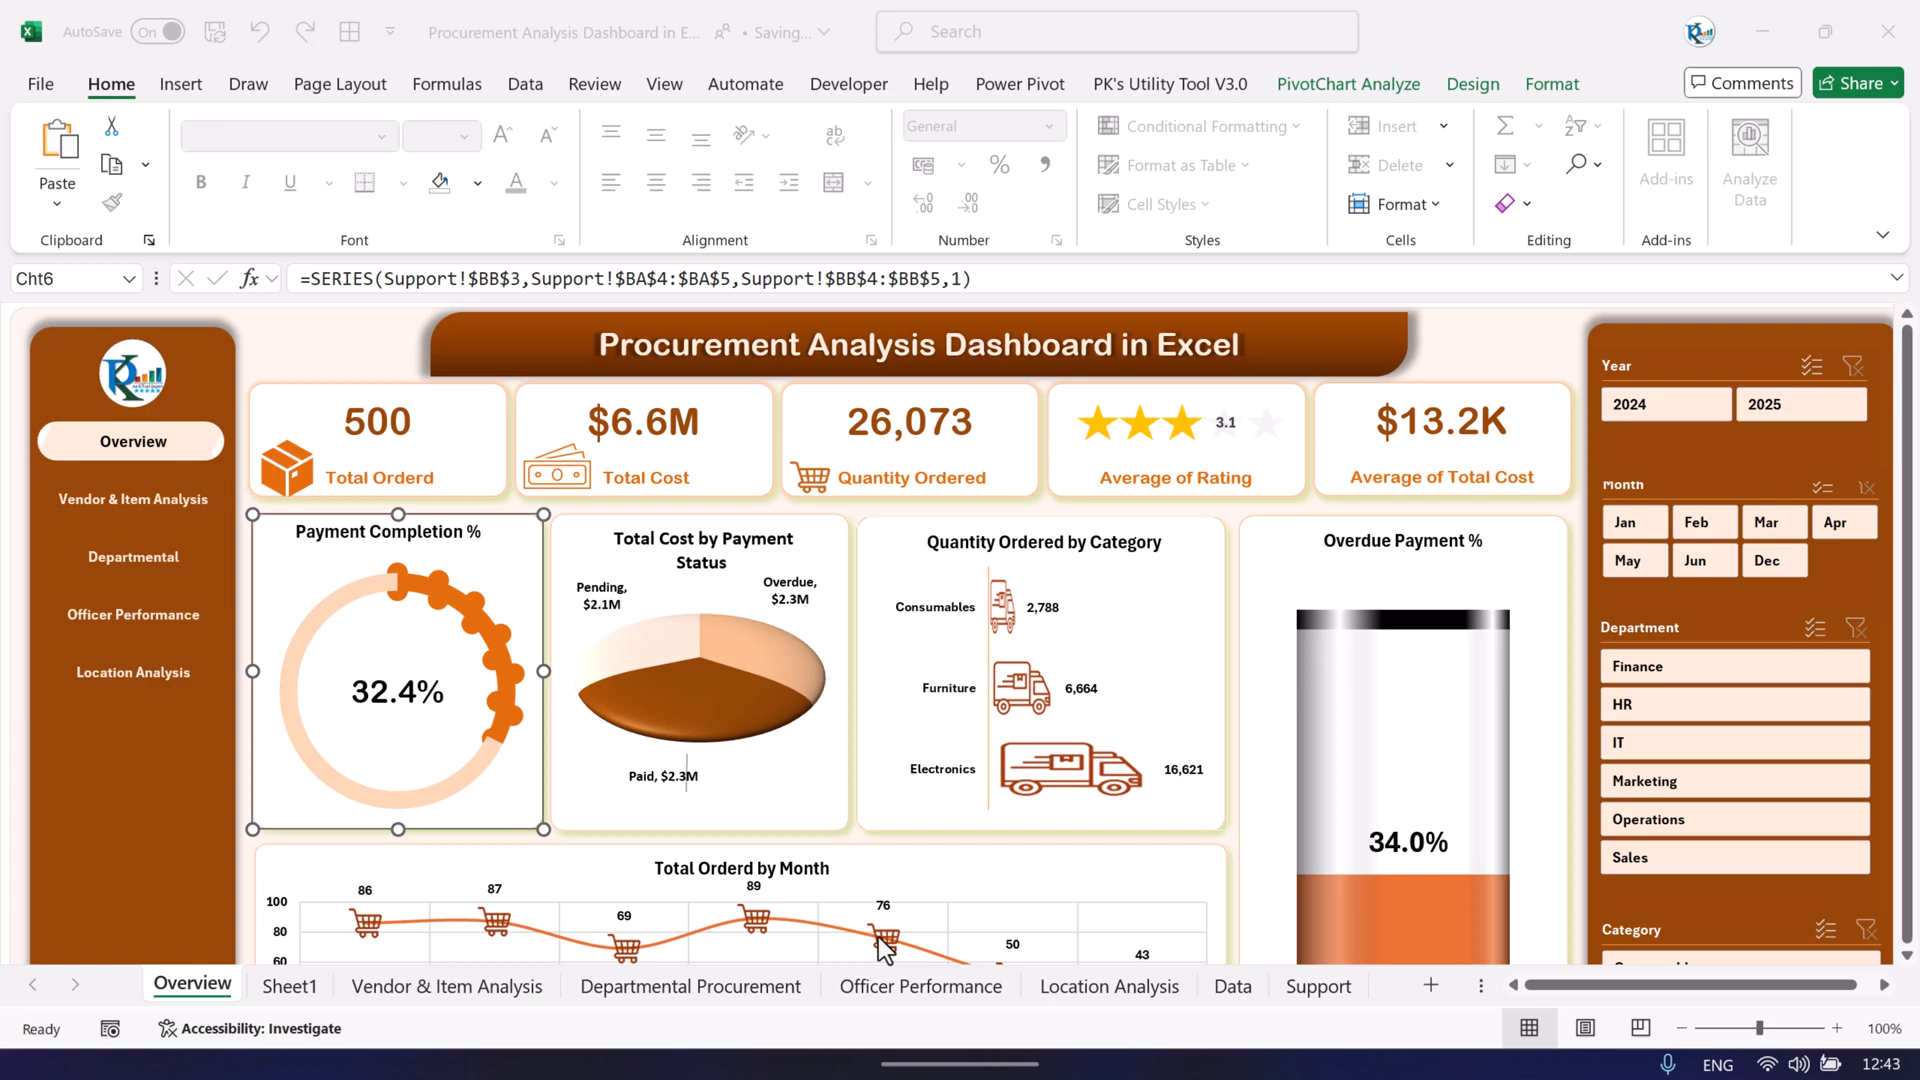 AutoSave On Procurement Analysis Dashboard in E... • Saving... Search
File Home Insert Draw Page Layout Formulas Data Review View Automate Developer Help Power Pivot PK's Utility Tool V3.0 PivotChart Analyze Design Format Comments Share
General Conditional Formatting Insert
Format as Table Delete
Paste Cell Styles Format Add-ins Analyze Data
Clipboard Font Alignment Number Styles Cells Editing Add-ins
Cht6 fx =SERIES(Support!$BB$3,Support!$BA$4:$BA$5,Support!$BB$4:$BB$5,1)
Procurement Analysis Dashboard in Excel
Overview
Vendor & Item Analysis
Departmental
Officer Performance
Location Analysis
500
Total Orderd
$6.6M
Total Cost
26,073
Quantity Ordered
3.1
Average of Rating
$13.2K
Average of Total Cost
Payment Completion %
32.4%
Total Cost by Payment
Status
Pending,
$2.1M
Overdue,
$2.3M
Paid, $2.3M
Quantity Ordered by Category
Consumables 2,788
Furniture 6,664
Electronics 16,621
Overdue Payment %
34.0%
Total Orderd by Month
100
80
60
86 87 69 89 76 50 43
Year
2024 2025
Month
Jan Feb Mar Apr
May Jun Dec
Department
Finance
HR
IT
Marketing
Operations
Sales
Category
Overview Sheet1 Vendor & Item Analysis Departmental Procurement Officer Performance Location Analysis Data Support
Ready Accessibility: Investigate 100%
ENG 12:43